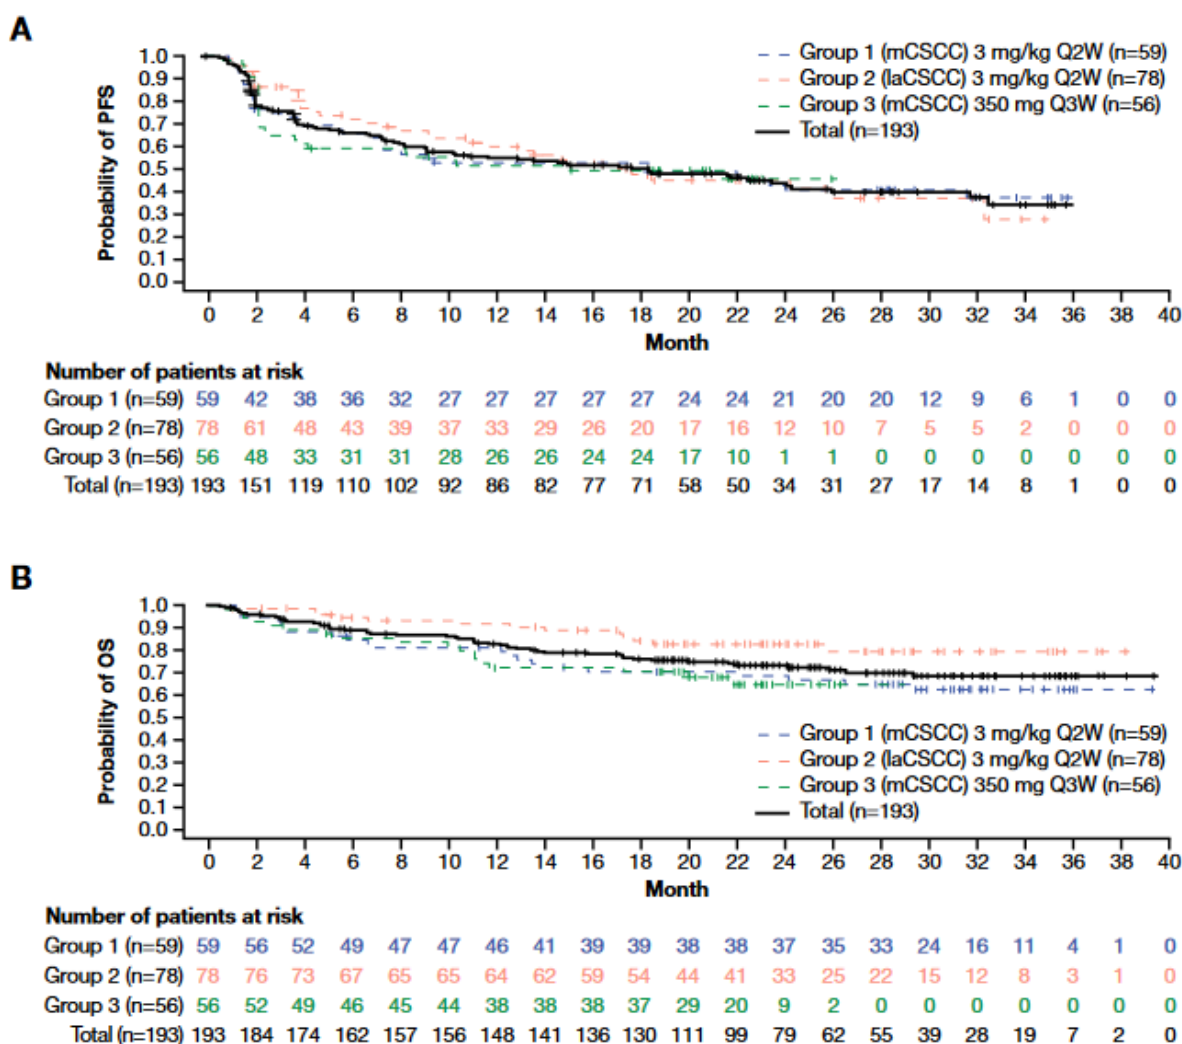 A
Group 1 (mCSCC) 3 mg/kg Q2W (n=59)
Group 2 (laCSCC) 3 mg/kg Q2W (n=78)
Group 3 (mCSCC) 350 mg Q3W (n=56)
Total (n=193)
Probability of PFS
1.0
0.9
0.8
0.7
0.6
0.5
0.4
0.3
0.2
0.1
0.0
0 2 4 6 8 10 12 14 16 18 20 22 24 26 28 30 32 34 36 38 40
Month
Number of patients at risk
Group 1 (n=59) 59 42 38 36 32 27 27 27 27 27 24 24 21 20 20 12 9 6 1 0 0
Group 2 (n=78) 78 61 48 43 39 37 33 29 26 20 17 16 12 10 7 5 5 2 0 0 0
Group 3 (n=56) 56 48 33 31 31 28 26 26 24 24 17 10 1 1 0 0 0 0 0 0 0
Total (n=193) 193 151 119 110 102 92 86 82 77 71 58 50 34 31 27 17 14 8 1 0 0
B
Probability of OS
1.0
0.9
0.8
0.7
0.6
0.5
0.4
0.3
0.2
0.1
0.0
Group 1 (mCSCC) 3 mg/kg Q2W (n=59)
Group 2 (laCSCC) 3 mg/kg Q2W (n=78)
Group 3 (mCSCC) 350 mg Q3W (n=56)
Total (n=193)
0 2 4 6 8 10 12 14 16 18 20 22 24 26 28 30 32 34 36 38 40
Month
Number of patients at risk
Group 1 (n=59) 59 56 52 49 47 47 46 41 39 39 38 38 37 35 33 24 16 11 4 1 0
Group 2 (n=78) 78 76 73 67 65 65 64 62 59 54 44 41 33 25 22 15 12 8 3 1 0
Group 3 (n=56) 56 52 49 46 45 44 38 38 38 37 29 20 9 2 0 0 0 0 0 0 0
Total (n=193) 193 184 174 162 157 156 148 141 136 130 111 99 79 62 55 39 28 19 7 2 0